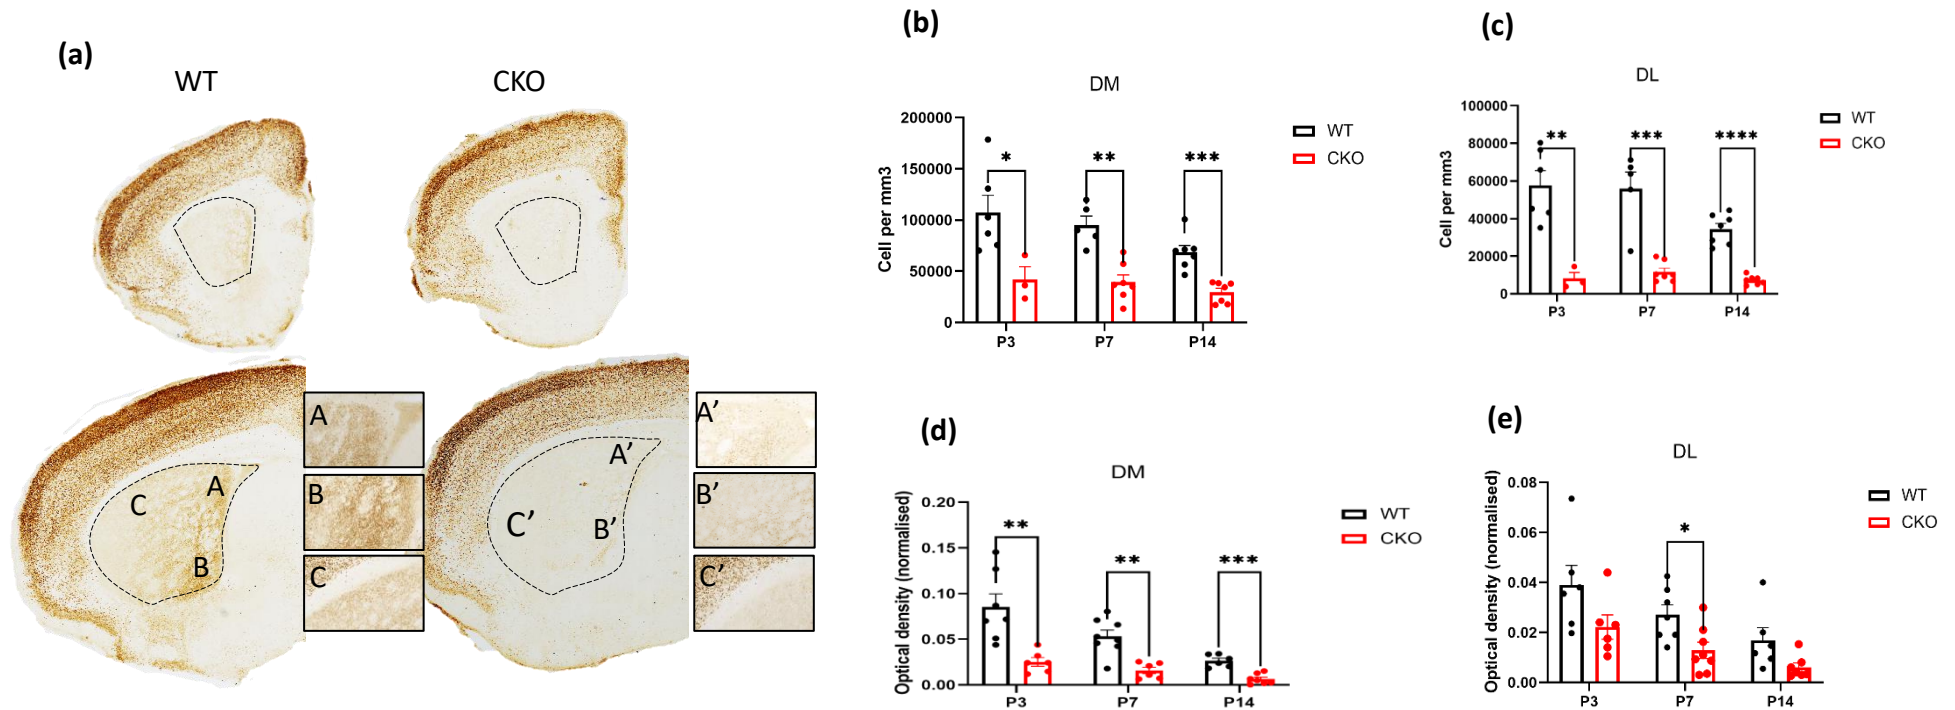 (a)
WT
CKO
A
B
C
A
B
C
A’
B’
C’
A’
B’
C’
(b)
DM
Cell per mm3
200000
150000
100000
50000
0
*
**
***
P3
P7
P14
WT
CKO
(c)
DL
Cell per mm3
100000
80000
60000
40000
20000
0
**
***
****
P3
P7
P14
WT
CKO
(d)
DM
Optical density (normalised)
0.20
0.15
0.10
0.05
0.00
**
**
***
P3
P7
P14
WT
CKO
(e)
DL
Optical density (normalised)
0.08
0.06
0.04
0.02
0.00
*
P3
P7
P14
WT
CKO